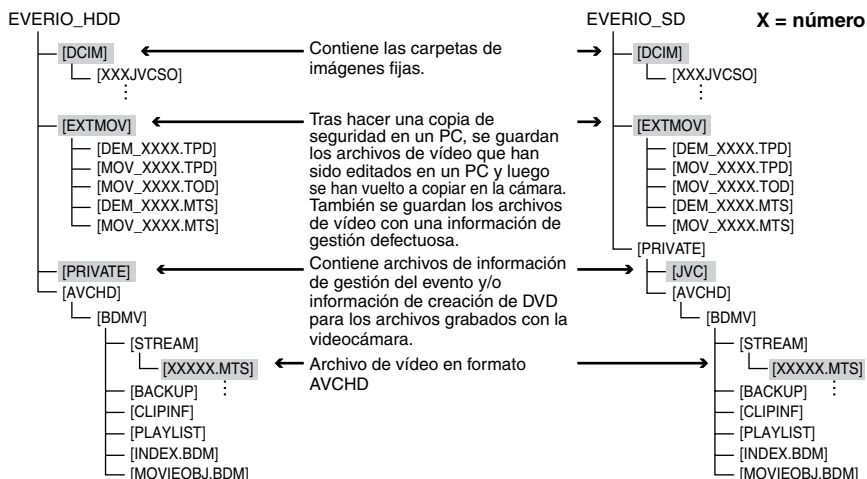 EVERIO_HDD
[DCIM]
[XXXJVCSO]
[EXTMOV]
[DEM_XXXX.TPD]
[MOV_XXXX.TPD]
[MOV_XXXX.TOD]
[DEM_XXXX.MTS]
[MOV_XXXX.MTS]
[PRIVATE]
[AVCHD]
[BDMV]
[STREAM]
[XXXXX.MTS]
[BACKUP]
[CLIPINF]
[PLAYLIST]
[INDEX.BDM]
[MOVIEOBJ.BDM]
Contiene las carpetas de
imágenes fijas.
Tras hacer una copia de
seguridad en un PC, se guardan
los archivos de vídeo que han
sido editados en un PC y luego
se han vuelto a copiar en la cámara.
También se guardan los archivos
de vídeo con una información de
gestión defectuosa.
Contiene archivos de información
de gestión del evento y/o
información de creación de DVD
para los archivos grabados con la
videocámara.
Archivo de vídeo en formato
AVCHD
EVERIO_SD
X = número
[DCIM]
[XXXJVCSO]
[EXTMOV]
[DEM_XXXX.TPD]
[MOV_XXXX.TPD]
[MOV_XXXX.TOD]
[DEM_XXXX.MTS]
[MOV_XXXX.MTS]
[PRIVATE]
[JVC]
[AVCHD]
[BDMV]
[STREAM]
[XXXXX.MTS]
[BACKUP]
[CLIPINF]
[PLAYLIST]
[INDEX.BDM]
[MOVIEOBJ.BDM]